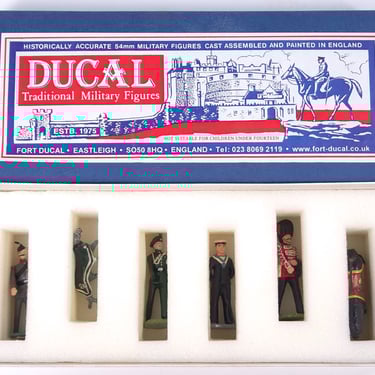 HISTORICALLY ACCURATE 54mm MILITARY FIGURES CAST ASSEMBLED AND PAINTED IN ENGLAND
DUCAL
Traditional Military Figures
ESTB. 1975
NOT SUITABLE FOR CHILDREN UNDER FOURTEEN
FORT DUCAL • EASTLEIGH • SO50 8HQ • ENGLAND • Tel: 023 8069 2119 • www.fort-ducal.co.uk